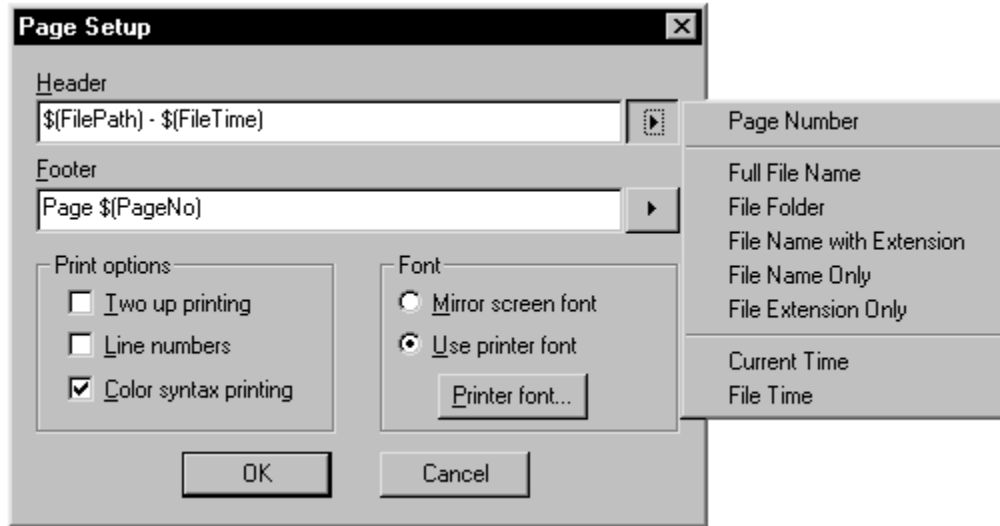 Page Setup
Header
$(FilePath) - $(FileTime)
Footer
Page $(PageNo)
Print options
Two up printing
Line numbers
Color syntax printing
Font
Mirror screen font
Use printer font
Printer font...
OK
Cancel
Page Number
Full File Name
File Folder
File Name with Extension
File Name Only
File Extension Only
Current Time
File Time